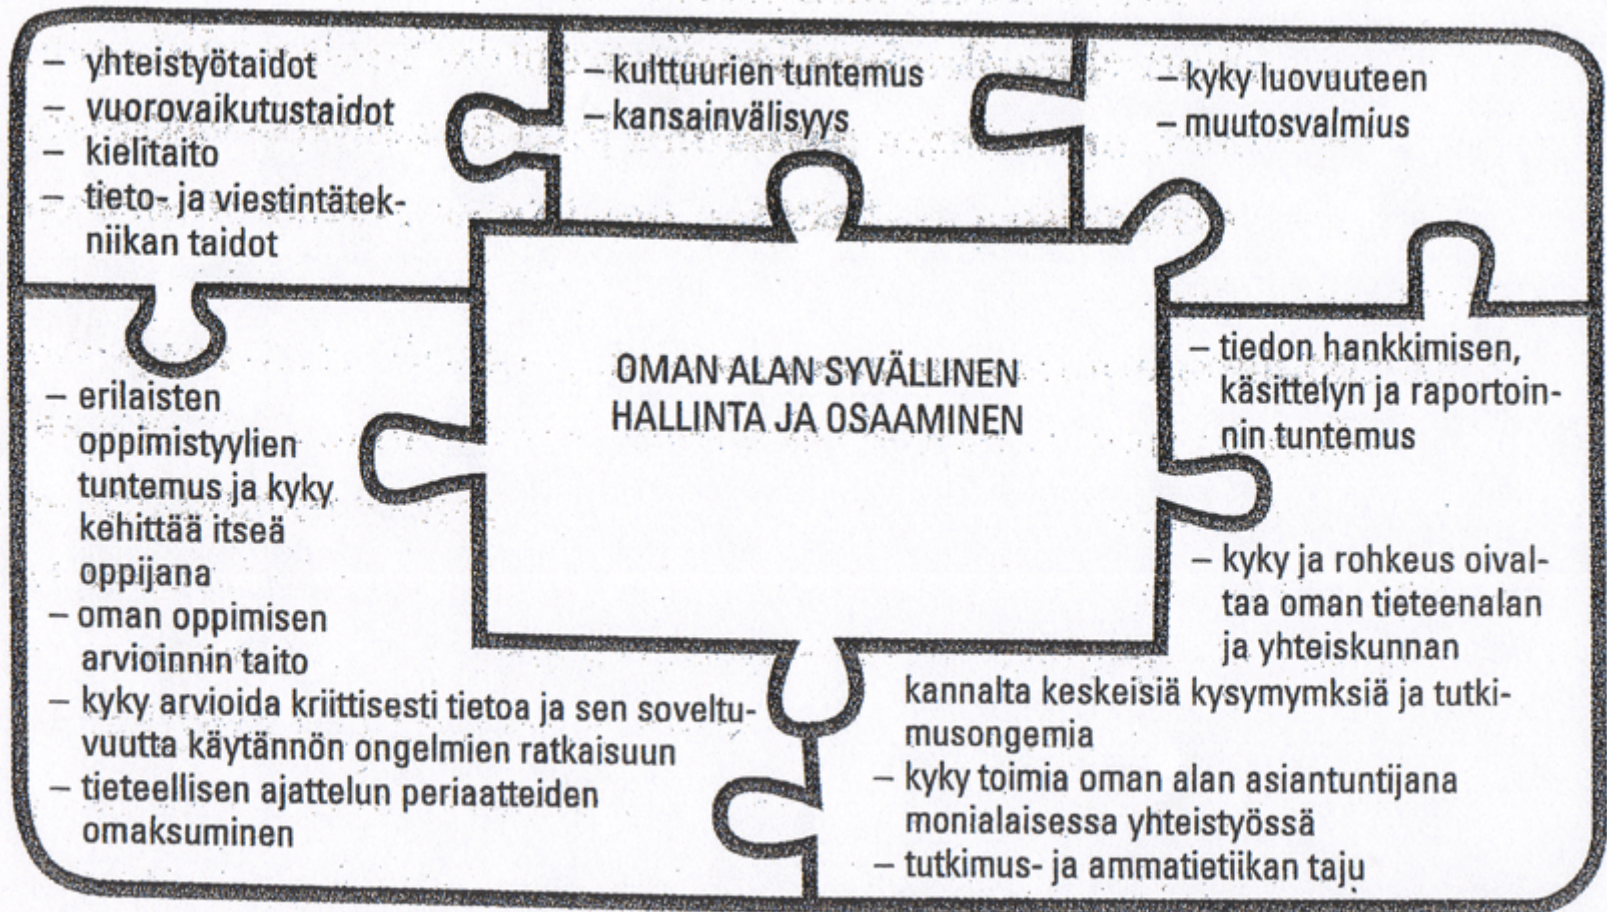 – yhteistyötaidot
– vuorovaikutustaidot
– kielitaito
– tieto- ja viestintätek-
niikan taidot
– kulttuurien tuntemus
– kansainvälisyys
– kyky luovuuteen
– muutosvalmius
OMAN ALAN SYVÄLLINEN
HALLINTA JA OSAAMINEN
– erilaisten
oppimistyylien
tuntemus ja kyky
kehittää itseä
oppijana
– oman oppimisen
arvioinnin taito
– kyky arvioida kriittisesti tietoa ja sen soveltu-
vuutta käytännön ongelmien ratkaisuun
– tieteellisen ajattelun periaatteiden
omaksuminen
– tiedon hankkimisen,
käsittelyn ja raportoin-
nin tuntemus
– kyky ja rohkeus oival-
taa oman tieteenalan
ja yhteiskunnan
kannalta keskeisiä kysymymksiä ja tutki-
musongemia
– kyky toimia oman alan asiantuntijana
monialaisessa yhteistyössä
– tutkimus- ja ammatietiikan taju